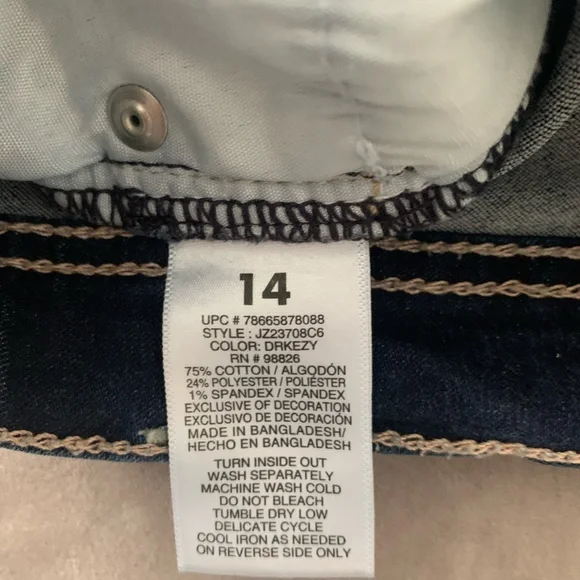 14
UPC # 78665878088
STYLE : JZ23708C6
COLOR: DRKEZY
RN # 98826
75% COTTON / ALGODÓN
24% POLYESTER / POLIÉSTER
1% SPANDEX / SPANDEX
EXCLUSIVE OF DECORATION
EXCLUSIVO DE DECORACIÓN
MADE IN BANGLADESH/
HECHO EN BANGLADESH
TURN INSIDE OUT
WASH SEPARATELY
MACHINE WASH COLD
DO NOT BLEACH
TUMBLE DRY LOW
DELICATE CYCLE
COOL IRON AS NEEDED
ON REVERSE SIDE ONLY